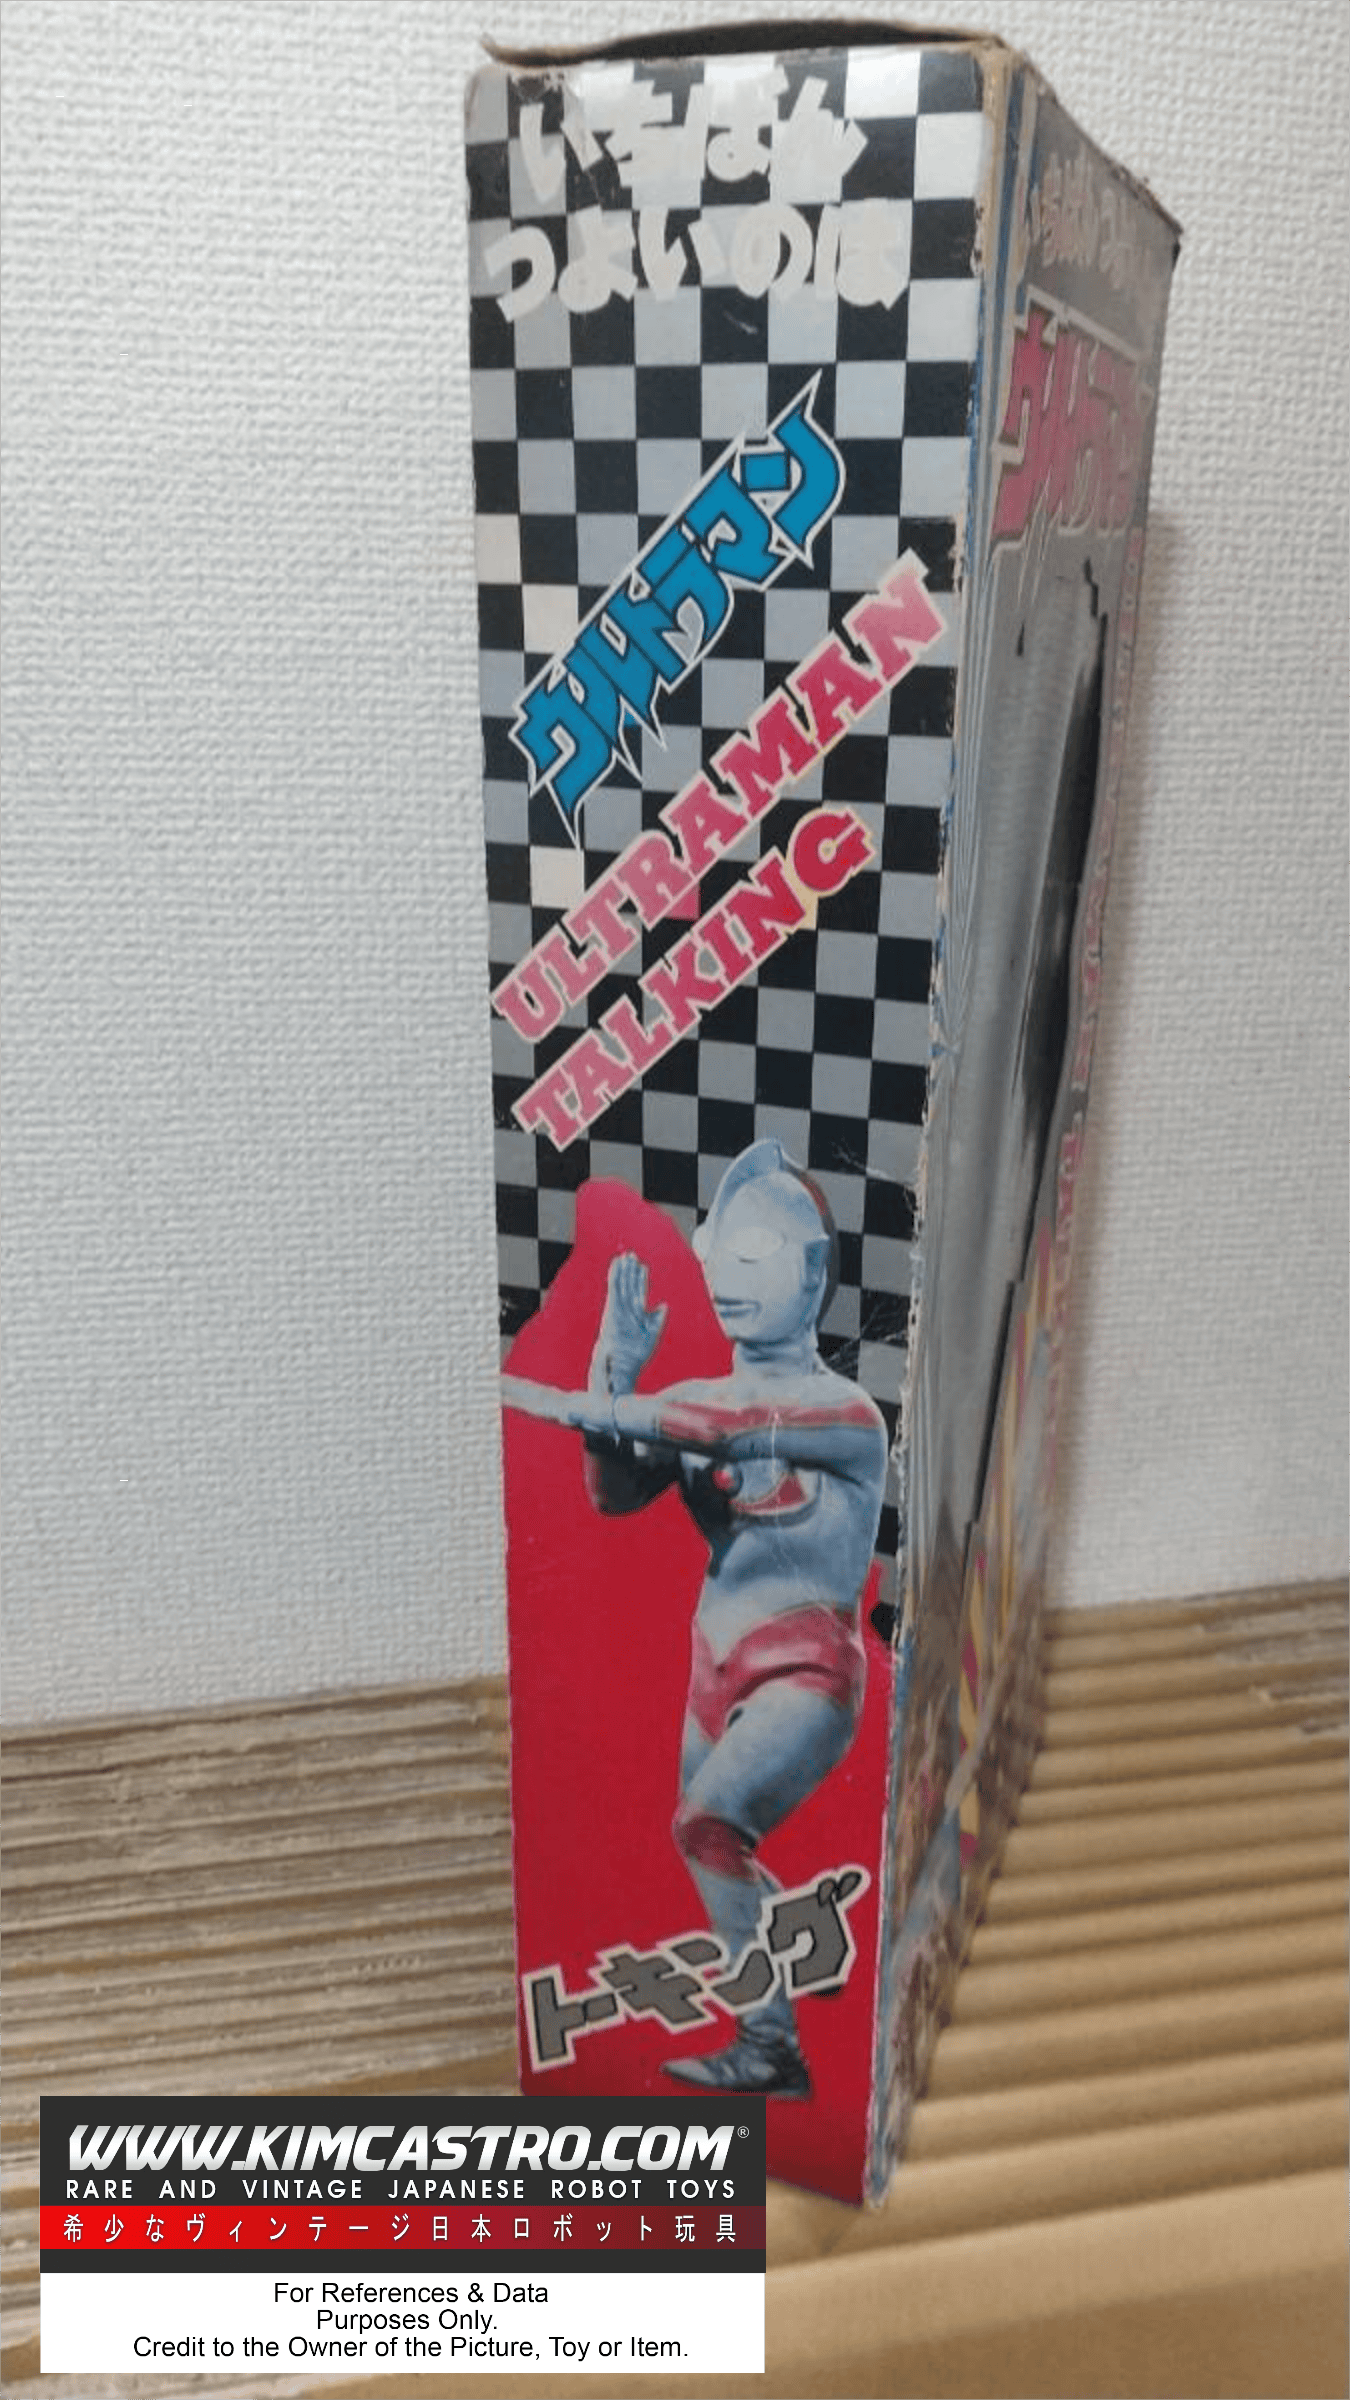 いちばん
つよいのは
ウルトラマン
ULTRAMAN
TALKING
トーキング
WWW.KIMCASTRO.COM®
RARE AND VINTAGE JAPANESE ROBOT TOYS
希少なヴィンテージ日本ロボット玩具
For References & Data
Purposes Only.
Credit to the Owner of the Picture, Toy or Item.